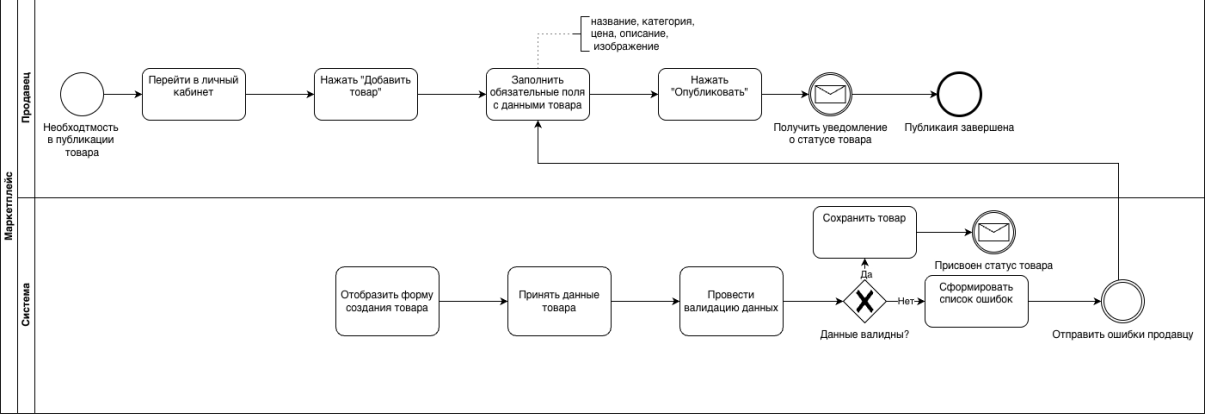 Маркетплейс
Продавец
название, категория,
цена, описание,
изображение
Необходтмость
в публикации
товара
Перейти в личный
кабинет
Нажать "Добавить
товар"
Заполнить
обязательные поля
с данными товара
Нажать
"Опубликовать"
Получить уведомление
о статусе товара
Публикаия завершена
Система
Отобразить форму
создания товара
Принять данные
товара
Провести
валидацию данных
Данные валидны?
Да
Сохранить товар
Присвоен статус товара
Нет
Сформировать
список ошибок
Отправить ошибки продавцу